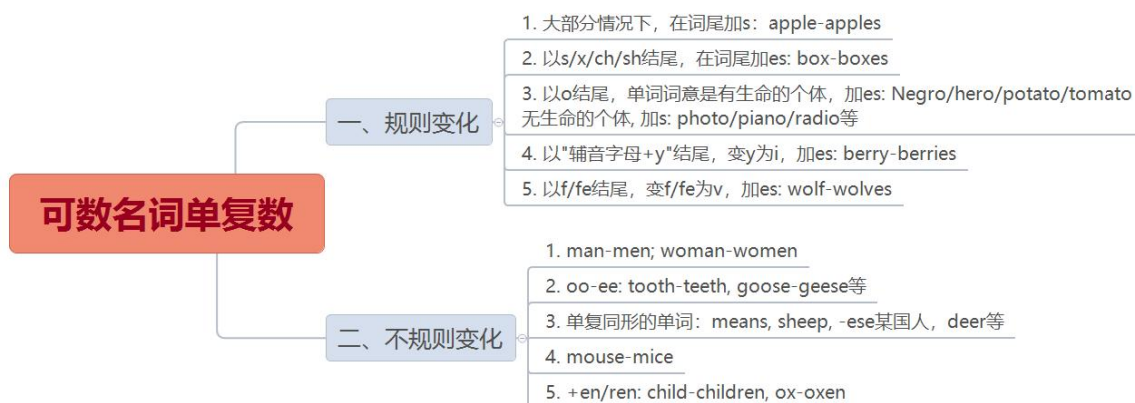 可数名词单复数
一、规则变化
1. 大部分情况下，在词尾加s：apple-apples
2. 以s/x/ch/sh结尾，在词尾加es: box-boxes
3. 以o结尾，单词词意是有生命的个体，加es: Negro/hero/potato/tomato
无生命的个体, 加s: photo/piano/radio等
4. 以"辅音字母+y"结尾，变y为i，加es: berry-berries
5. 以f/fe结尾，变f/fe为v，加es: wolf-wolves
二、不规则变化
1. man-men; woman-women
2. oo-ee: tooth-teeth, goose-geese等
3. 单复同形的单词：means, sheep, -ese某国人，deer等
4. mouse-mice
5. +en/ren: child-children, ox-oxen